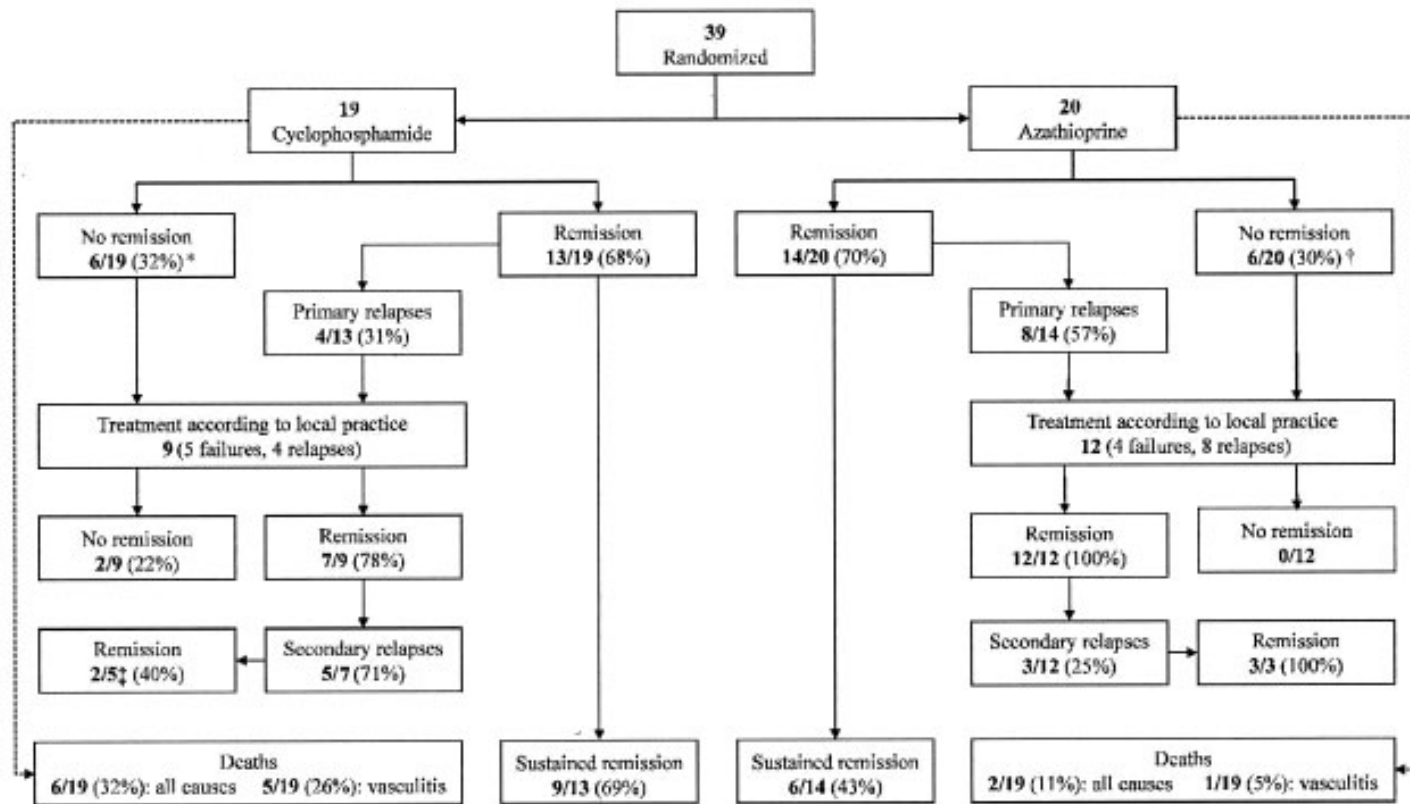 39
Randomized
19
Cyclophosphamide
20
Azathioprine
No remission
6/19 (32%) *
Remission
13/19 (68%)
Remission
14/20 (70%)
No remission
6/20 (30%) †
Primary relapses
4/13 (31%)
Primary relapses
8/14 (57%)
Treatment according to local practice
9 (5 failures, 4 relapses)
Treatment according to local practice
12 (4 failures, 8 relapses)
No remission
2/9 (22%)
Remission
7/9 (78%)
Remission
12/12 (100%)
No remission
0/12
Remission
2/5‡ (40%)
Secondary relapses
5/7 (71%)
Secondary relapses
3/12 (25%)
Remission
3/3 (100%)
Deaths
6/19 (32%): all causes 5/19 (26%): vasculitis
Sustained remission
9/13 (69%)
Sustained remission
6/14 (43%)
Deaths
2/19 (11%): all causes 1/19 (5%): vasculitis